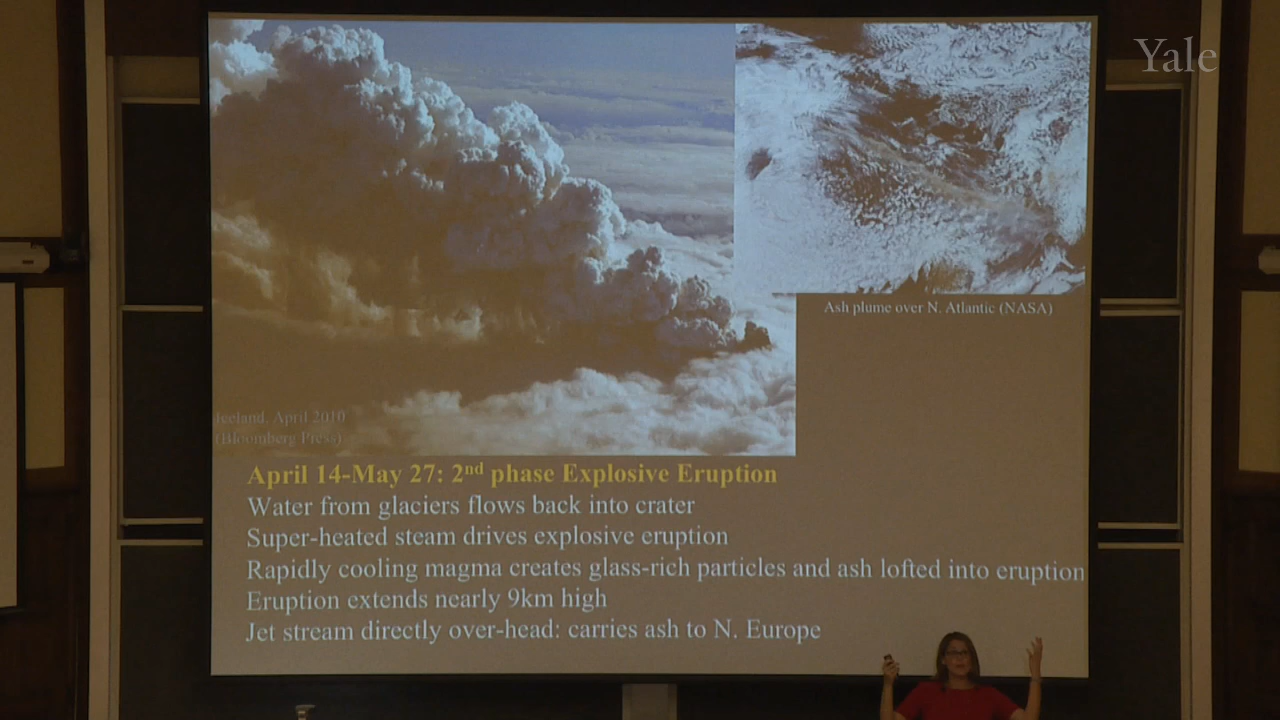 Yale
Ash plume over N. Atlantic (NASA)
Iceland, April 2010
(Bloomberg Press)
April 14-May 27: 2nd phase Explosive Eruption
Water from glaciers flows back into crater
Super-heated steam drives explosive eruption
Rapidly cooling magma creates glass-rich particles and ash lofted into eruption
Eruption extends nearly 9km high
Jet stream directly over-head: carries ash to N. Europe